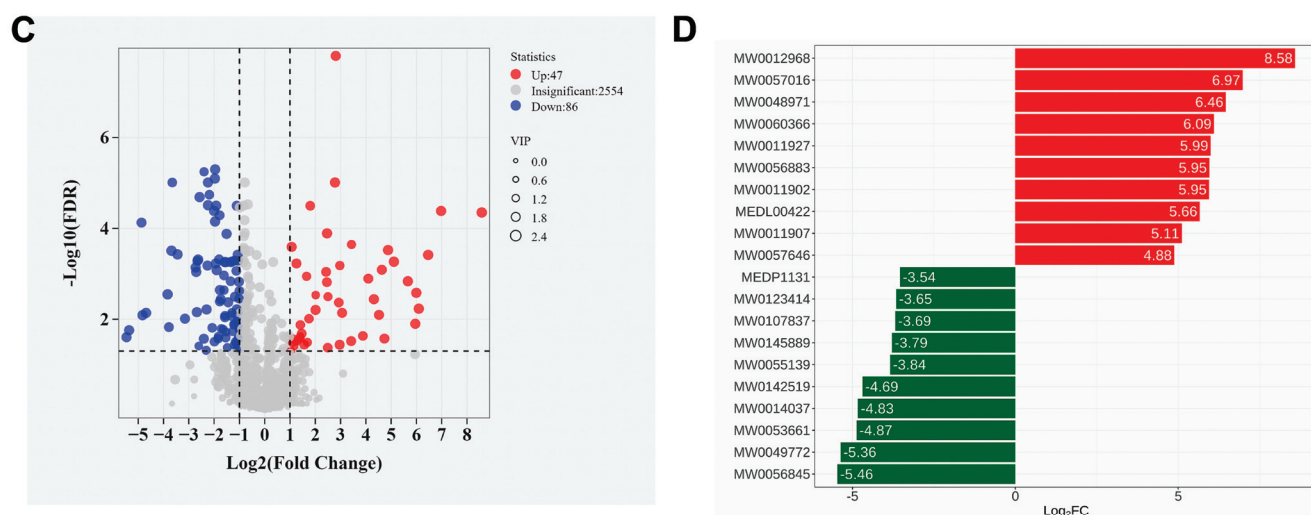 C
Statistics
Up:47
Insignificant:2554
Down:86
VIP
0.0
0.6
1.2
1.8
2.4
-Log10(FDR)
6
4
2
−5 −4 −3 −2 −1 0 1 2 3 4 5 6 7 8
Log2(Fold Change)
D
MW0012968 8.58
MW0057016 6.97
MW0048971 6.46
MW0060366 6.09
MW0011927 5.99
MW0056883 5.95
MW0011902 5.95
MEDL00422 5.66
MW0011907 5.11
MW0057646 4.88
MEDP1131 -3.54
MW0123414 -3.65
MW0107837 -3.69
MW0145889 -3.79
MW0055139 -3.84
MW0142519 -4.69
MW0014037 -4.83
MW0053661 -4.87
MW0049772 -5.36
MW0056845 -5.46
-5 0 5
Log₂FC